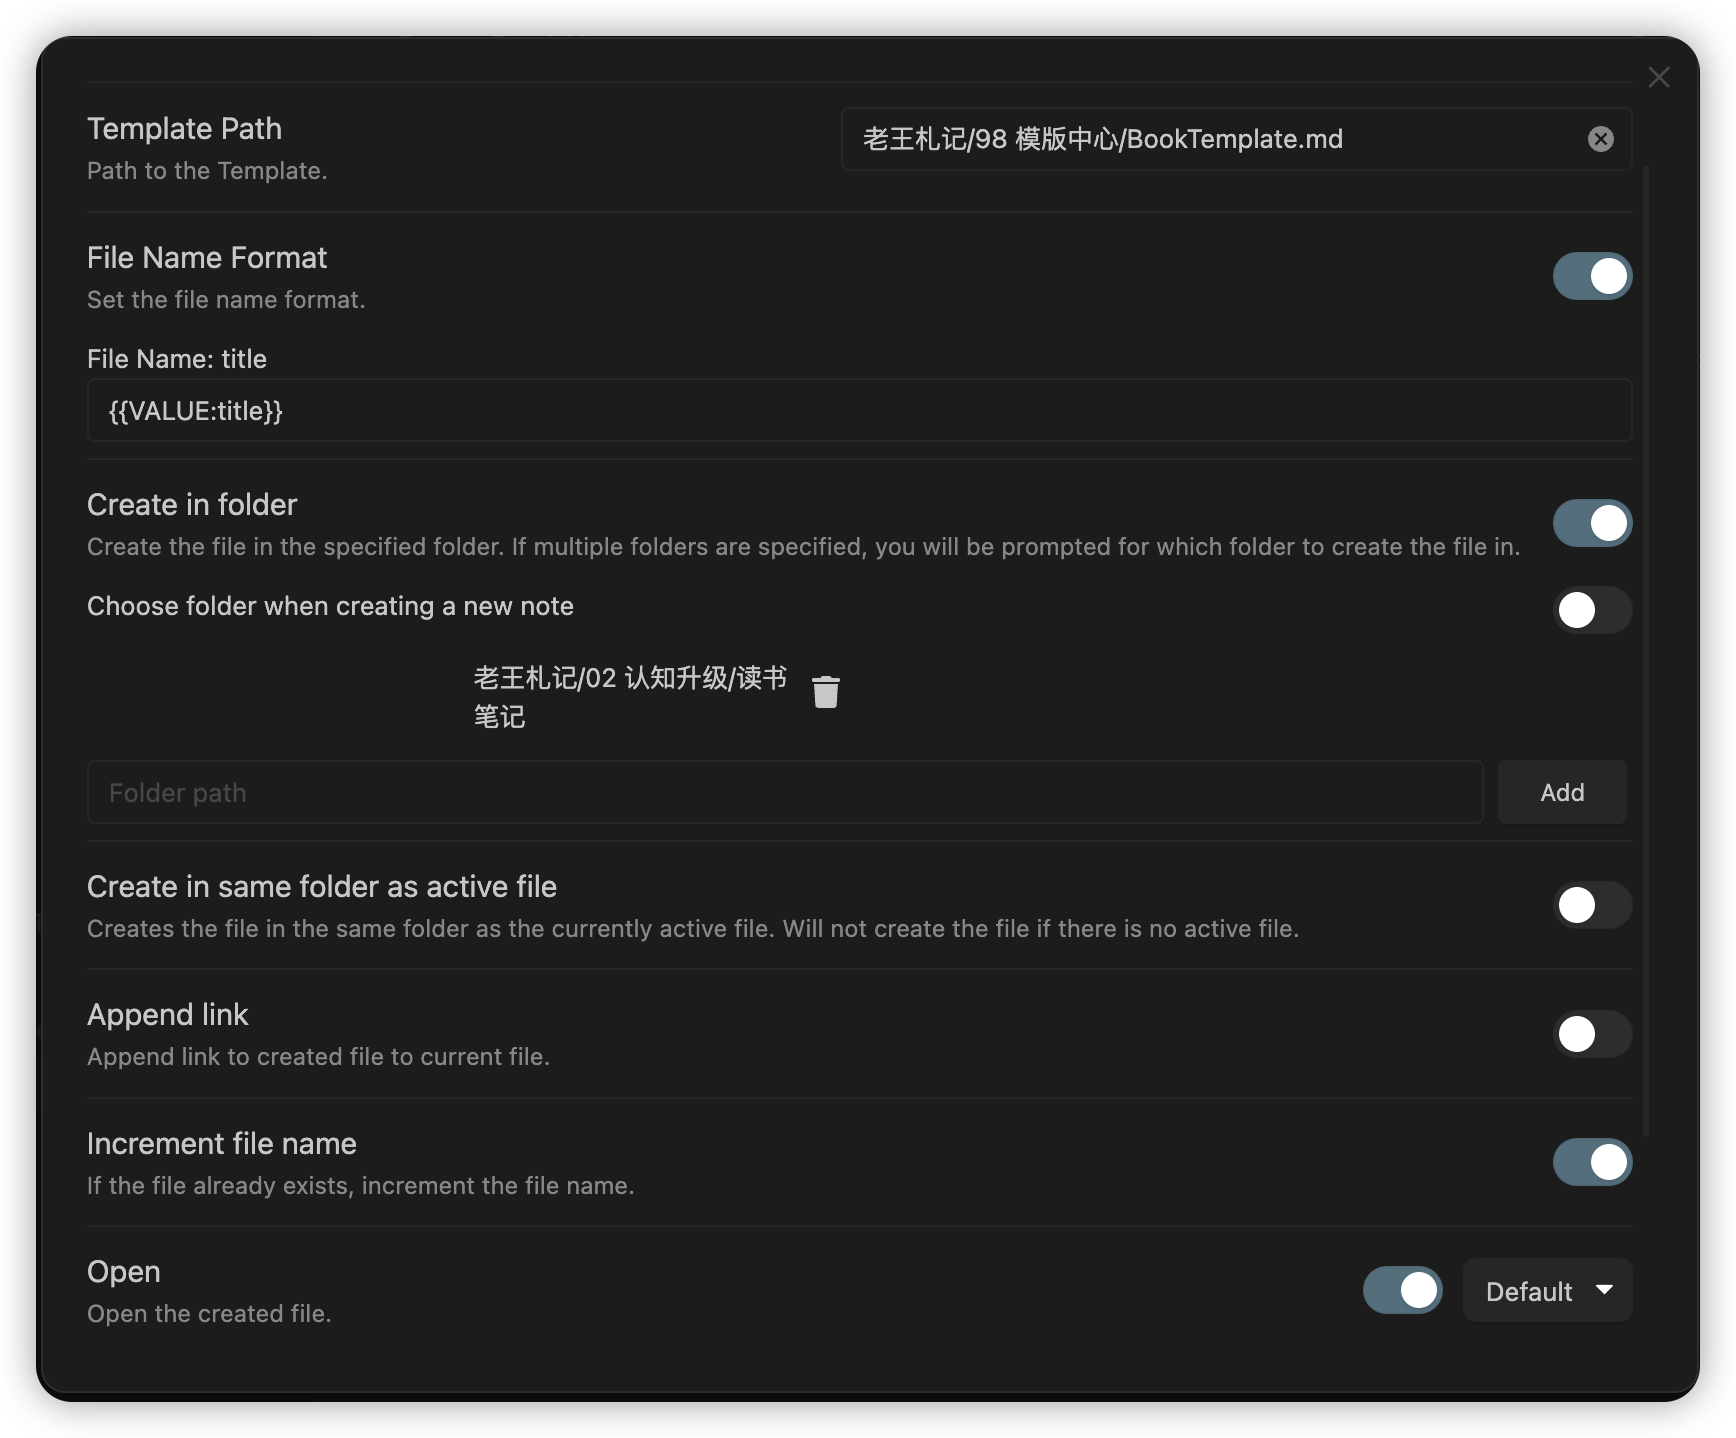 Template Path
Path to the Template.
老王札记/98 模版中心/BookTemplate.md
File Name Format
Set the file name format.
File Name: title
{{VALUE:title}}
Create in folder
Create the file in the specified folder. If multiple folders are specified, you will be prompted for which folder to create the file in.
Choose folder when creating a new note
老王札记/02 认知升级/读书
笔记
Folder path
Add
Create in same folder as active file
Creates the file in the same folder as the currently active file. Will not create the file if there is no active file.
Append link
Append link to created file to current file.
Increment file name
If the file already exists, increment the file name.
Open
Open the created file.
Default